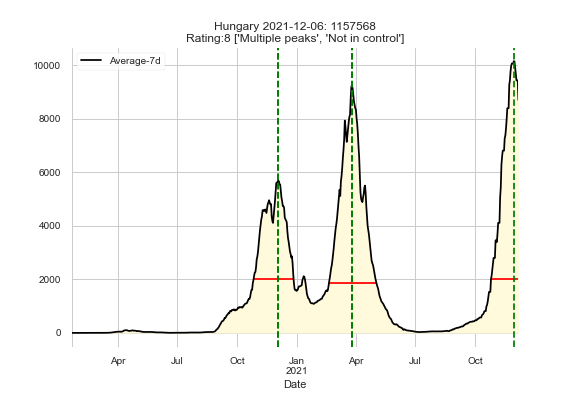 Hungary 2021-12-06: 1157568
Rating:8 ['Multiple peaks', 'Not in control']
Average-7d
10000
8000
6000
4000
2000
0
Apr
Jul
Oct
Jan
2021
Apr
Jul
Oct
Date